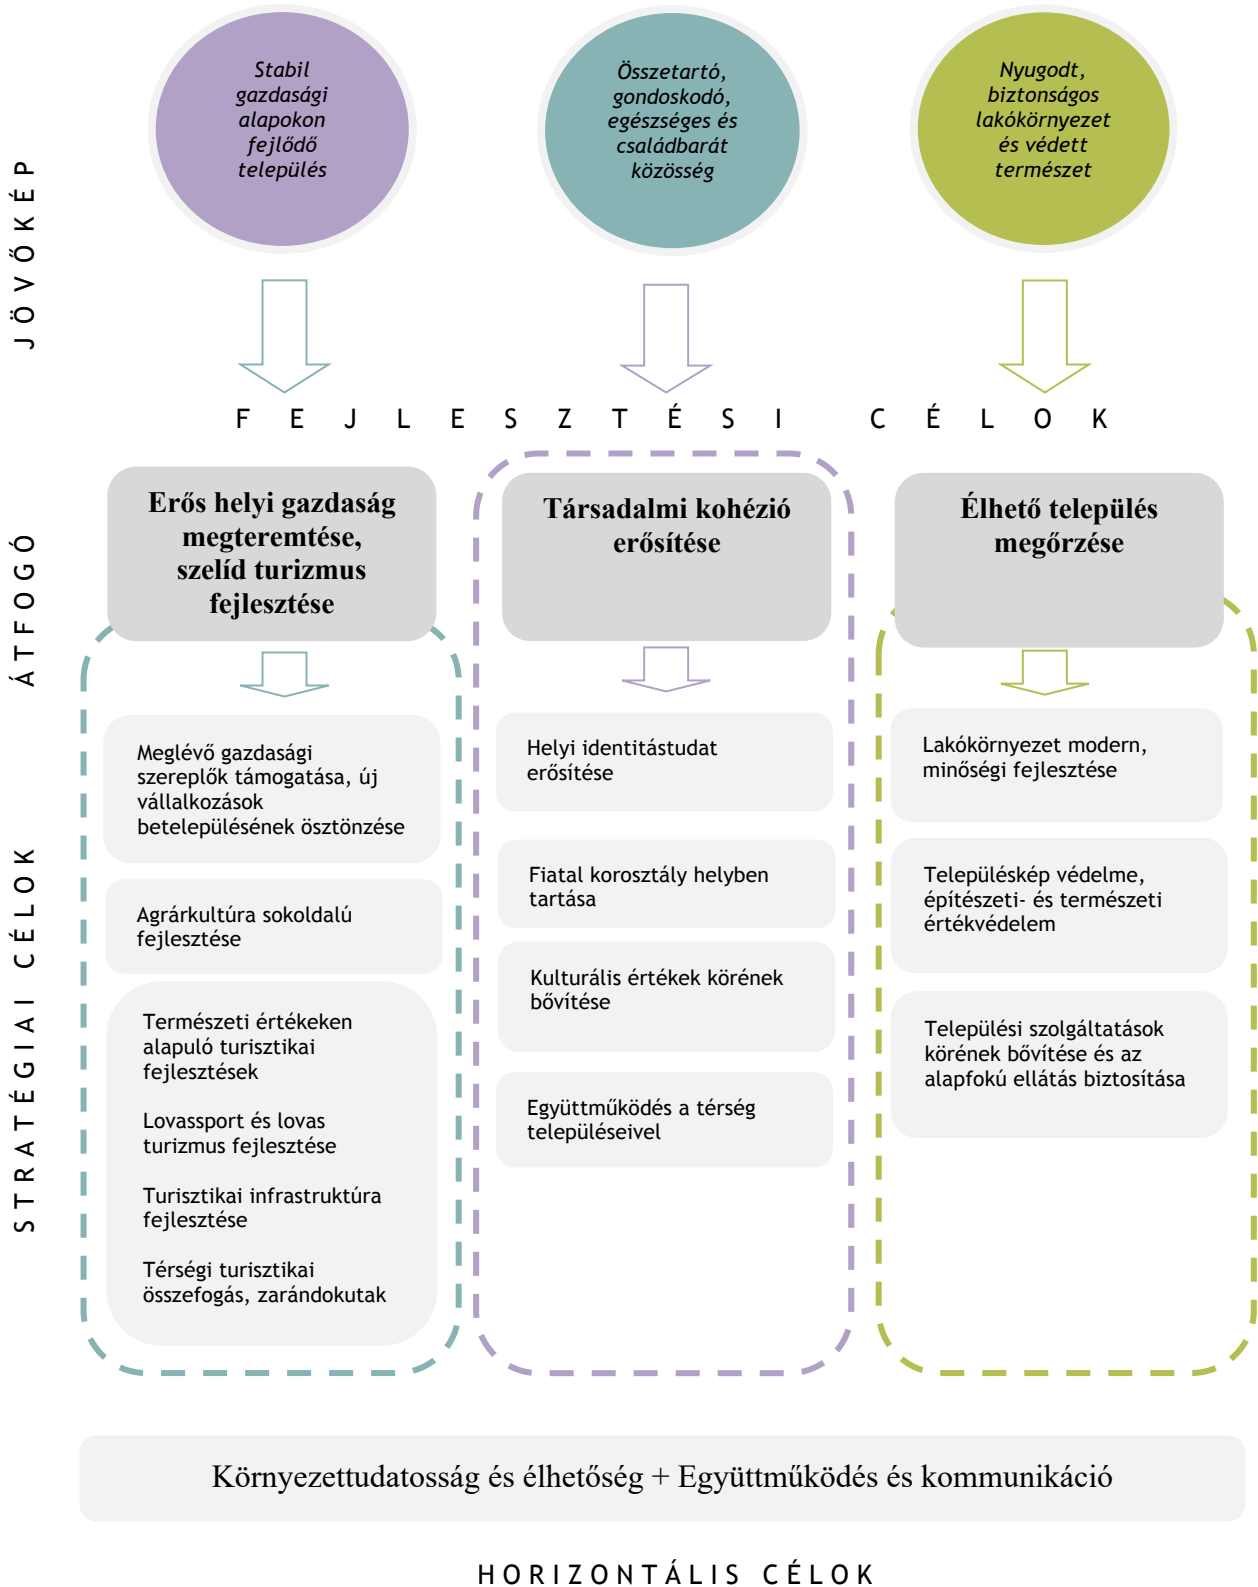 JÖVŐKÉP
Stabil
gazdasági
alapokon
fejlődő
település
Összetartó,
gondoskodó,
egészséges és
családbarát
közösség
Nyugodt,
biztonságos
lakókörnyezet
és védett
természet
FEJLESZTÉSI CÉLOK
ÁTFOGÓ
Erős helyi gazdaság
megteremtése,
szelíd turizmus
fejlesztése
Társadalmi kohézió
erősítése
Élhető település
megőrzése
STRATÉGIAI CÉLOK
Meglévő gazdasági
szereplők támogatása, új
vállalkozások
betelepülésének ösztönzése
Agrárkultúra sokoldalú
fejlesztése
Természeti értékeken
alapuló turisztikai
fejlesztések
Lovassport és lovas
turizmus fejlesztése
Turisztikai infrastruktúra
fejlesztése
Térségi turisztikai
összefogás, zarándokutak
Helyi identitástudat
erősítése
Fiatal korosztály helyben
tartása
Kulturális értékek körének
bővítése
Együttműködés a térség
településeivel
Lakókörnyezet modern,
minőségi fejlesztése
Településkép védelme,
építészeti- és természeti
értékvédelem
Települési szolgáltatások
körének bővítése és az
alapfokú ellátás biztosítása
Környezettudatosság és élhetőség + Együttműködés és kommunikáció
HORIZONTÁLIS CÉLOK